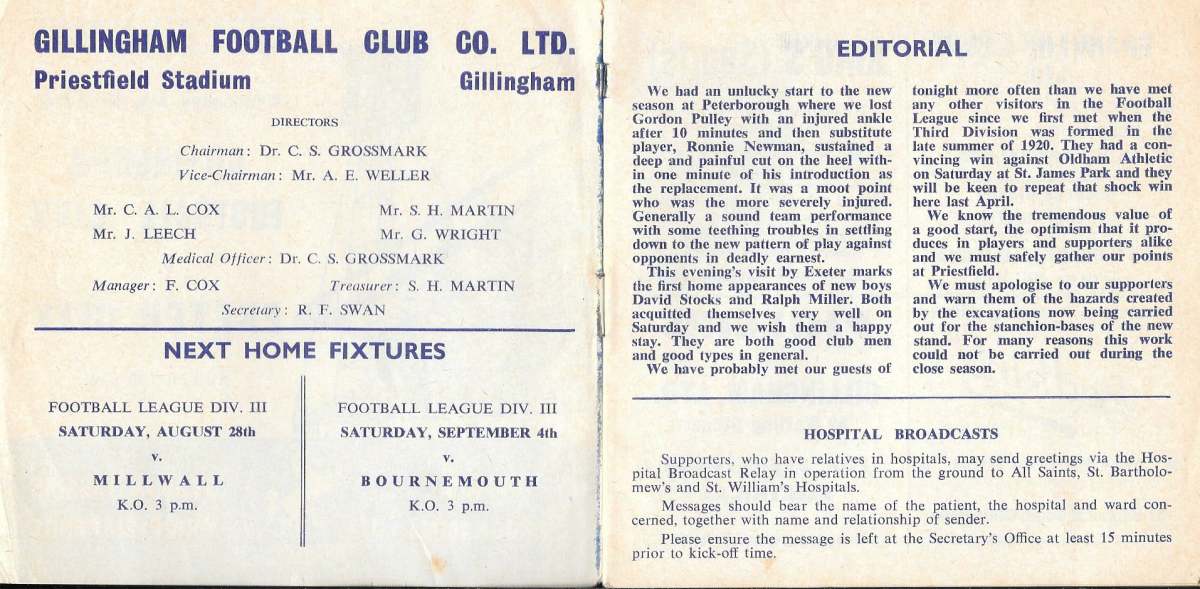 GILLINGHAM FOOTBALL CLUB CO. LTD.
Priestfield Stadium Gillingham
DIRECTORS
Chairman: Dr. C. S. GROSSMARK
Vice-Chairman: Mr. A. E. WELLER
Mr. C. A. L. COX Mr. S. H. MARTIN
Mr. J. LEECH Mr. G. WRIGHT
Medical Officer: Dr. C. S. GROSSMARK
Manager: F. COX Treasurer: S. H. MARTIN
Secretary: R. F. SWAN
NEXT HOME FIXTURES
FOOTBALL LEAGUE DIV. III
SATURDAY, AUGUST 28th
v.
MILLWALL
K.O. 3 p.m.
FOOTBALL LEAGUE DIV. III
SATURDAY, SEPTEMBER 4th
v.
BOURNEMOUTH
K.O. 3 p.m.
EDITORIAL
We had an unlucky start to the new
season at Peterborough where we lost
Gordon Pulley with an injured ankle
after 10 minutes and then substitute
player, Ronnie Newman, sustained a
deep and painful cut on the heel with-
in one minute of his introduction as
the replacement. It was a moot point
who was the more severely injured.
Generally a sound team performance
with some teething troubles in settling
down to the new pattern of play against
opponents in deadly earnest.
This evening's visit by Exeter marks
the first home appearances of new boys
David Stocks and Ralph Miller. Both
acquitted themselves very well on
Saturday and we wish them a happy
stay. They are both good club men
and good types in general.
We have probably met our guests of
tonight more often than we have met
any other visitors in the Football
League since we first met when the
Third Division was formed in the
late summer of 1920. They had a con-
vincing win against Oldham Athletic
on Saturday at St. James Park and they
will be keen to repeat that shock win
here last April.
We know the tremendous value of
a good start, the optimism that it pro-
duces in players and supporters alike
and we must safely gather our points
at Priestfield.
We must apologise to our supporters
and warn them of the hazards created
by the excavations now being carried
out for the stanchion-bases of the new
stand. For many reasons this work
could not be carried out during the
close season.
HOSPITAL BROADCASTS
Supporters, who have relatives in hospitals, may send greetings via the Hos-
pital Broadcast Relay in operation from the ground to All Saints, St. Bartholo-
mew's and St. William's Hospitals.
Messages should bear the name of the patient, the hospital and ward con-
cerned, together with name and relationship of sender.
Please ensure the message is left at the Secretary's Office at least 15 minutes
prior to kick-off time.